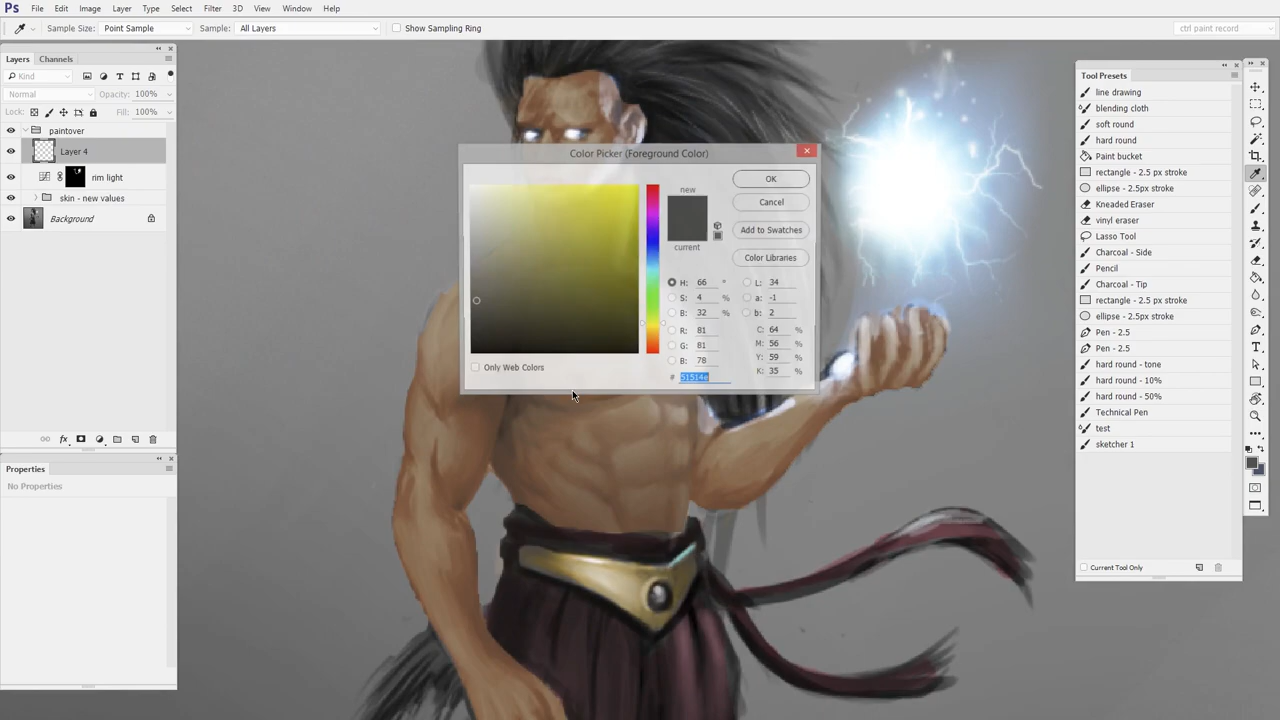 Ps File Edit Image Layer Type Select Filter 3D View Window Help
Sample Size: Point Sample Sample: All Layers Show Sampling Ring ctrl paint record
Layers Channels
Kind
Normal Opacity: 100%
Lock: Fill: 100%
paintover
Layer 4
rim light
skin - new values
Background
fx
Properties
No Properties
Color Picker (Foreground Color)
new
current
OK
Cancel
Add to Swatches
Color Libraries
H: 66 °
S: 4 %
B: 32 %
R: 81
G: 81
B: 78
# 51514e
L: 34
a: -1
b: 2
C: 64 %
M: 56 %
Y: 59 %
K: 35 %
Only Web Colors
Tool Presets
line drawing
blending cloth
soft round
hard round
Paint bucket
rectangle - 2.5 px stroke
ellipse - 2.5px stroke
Kneaded Eraser
vinyl eraser
Lasso Tool
Charcoal - Side
Pencil
Charcoal - Tip
rectangle - 2.5 px stroke
ellipse - 2.5px stroke
Pen - 2.5
Pen - 2.5
hard round - tone
hard round - 10%
hard round - 50%
Technical Pen
test
sketcher 1
Current Tool Only